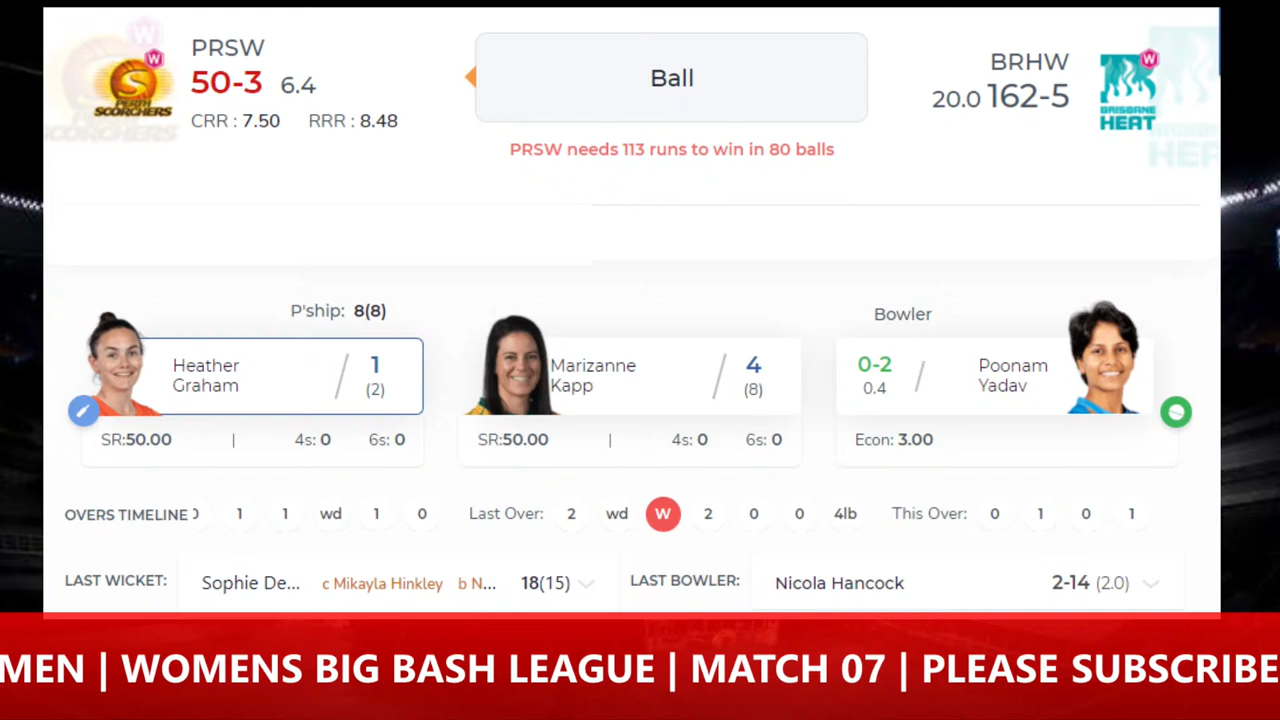 PRSW
50-3 6.4
CRR : 7.50 RRR : 8.48
Ball
PRSW needs 113 runs to win in 80 balls
BRHW
20.0 162-5
W
PERTH
SCORCHERS
W
BRISBANE
HEAT
P'ship: 8(8)
Heather
Graham
1
(2)
SR:50.00 | 4s: 0 6s: 0
Marizanne
Kapp
4
(8)
SR:50.00 | 4s: 0 6s: 0
Bowler
0-2
0.4
Poonam
Yadav
Econ: 3.00
OVERS TIMELINE 1 1 wd 1 0 Last Over: 2 wd W 2 0 0 4lb This Over: 0 1 0 1
LAST WICKET: Sophie De... c Mikayla Hinkley b N... 18(15) LAST BOWLER: Nicola Hancock 2-14 (2.0)
MEN | WOMENS BIG BASH LEAGUE | MATCH 07 | PLEASE SUBSCRIBE